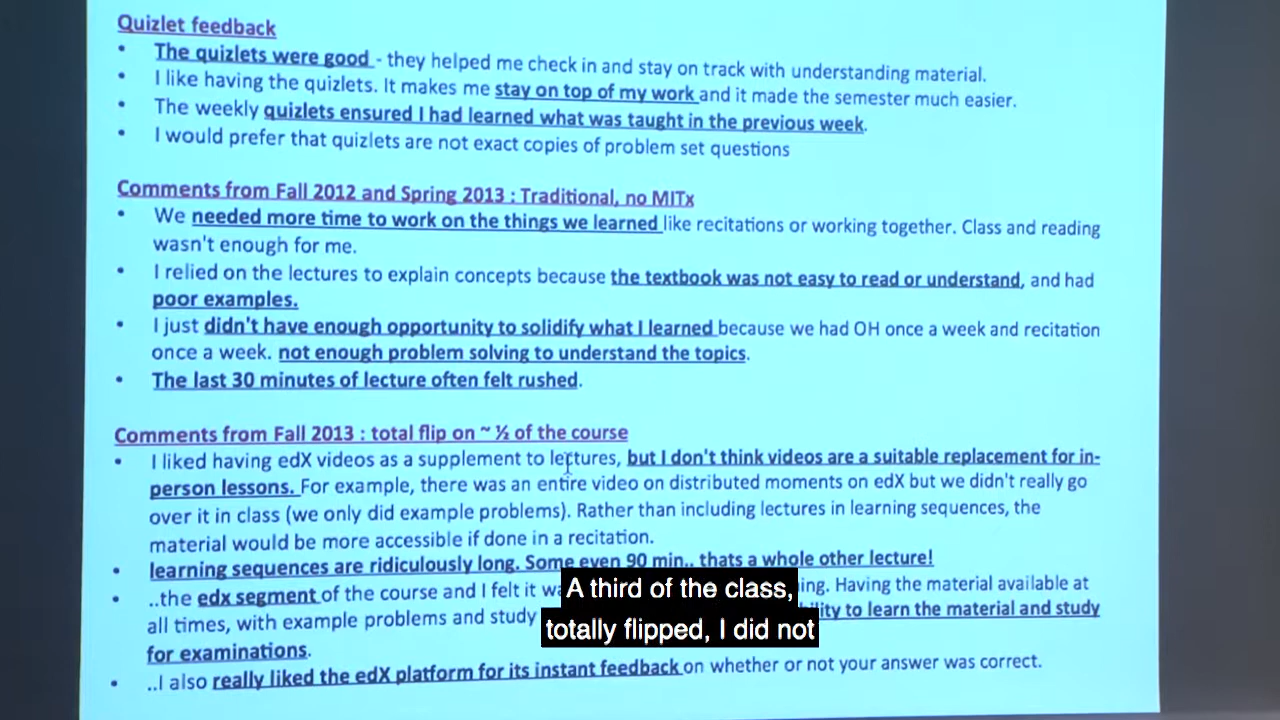 Quizlet feedback
• The quizlets were good - they helped me check in and stay on track with understanding material.
• I like having the quizlets. It makes me stay on top of my work and it made the semester much easier.
• The weekly quizlets ensured I had learned what was taught in the previous week.
• I would prefer that quizlets are not exact copies of problem set questions
Comments from Fall 2012 and Spring 2013 : Traditional, no MITx
• We needed more time to work on the things we learned like recitations or working together. Class and reading
wasn't enough for me.
• I relied on the lectures to explain concepts because the textbook was not easy to read or understand, and had
poor examples.
• I just didn't have enough opportunity to solidify what I learned because we had OH once a week and recitation
once a week. not enough problem solving to understand the topics.
• The last 30 minutes of lecture often felt rushed.
Comments from Fall 2013 : total flip on ~ ½ of the course
• I liked having edX videos as a supplement to lectures, but I don't think videos are a suitable replacement for in-
person lessons. For example, there was an entire video on distributed moments on edX but we didn't really go
over it in class (we only did example problems). Rather than including lectures in learning sequences, the
material would be more accessible if done in a recitation.
• learning sequences are ridiculously long. Some even 90 min.. thats a whole other lecture!
• ..the edx segment of the course and I felt it Having the material available at
all times, with example problems and study to learn the material and study
for examinations.
• ..I also really liked the edX platform for its instant feedback on whether or not your answer was correct.
A third of the class,
totally flipped, I did not